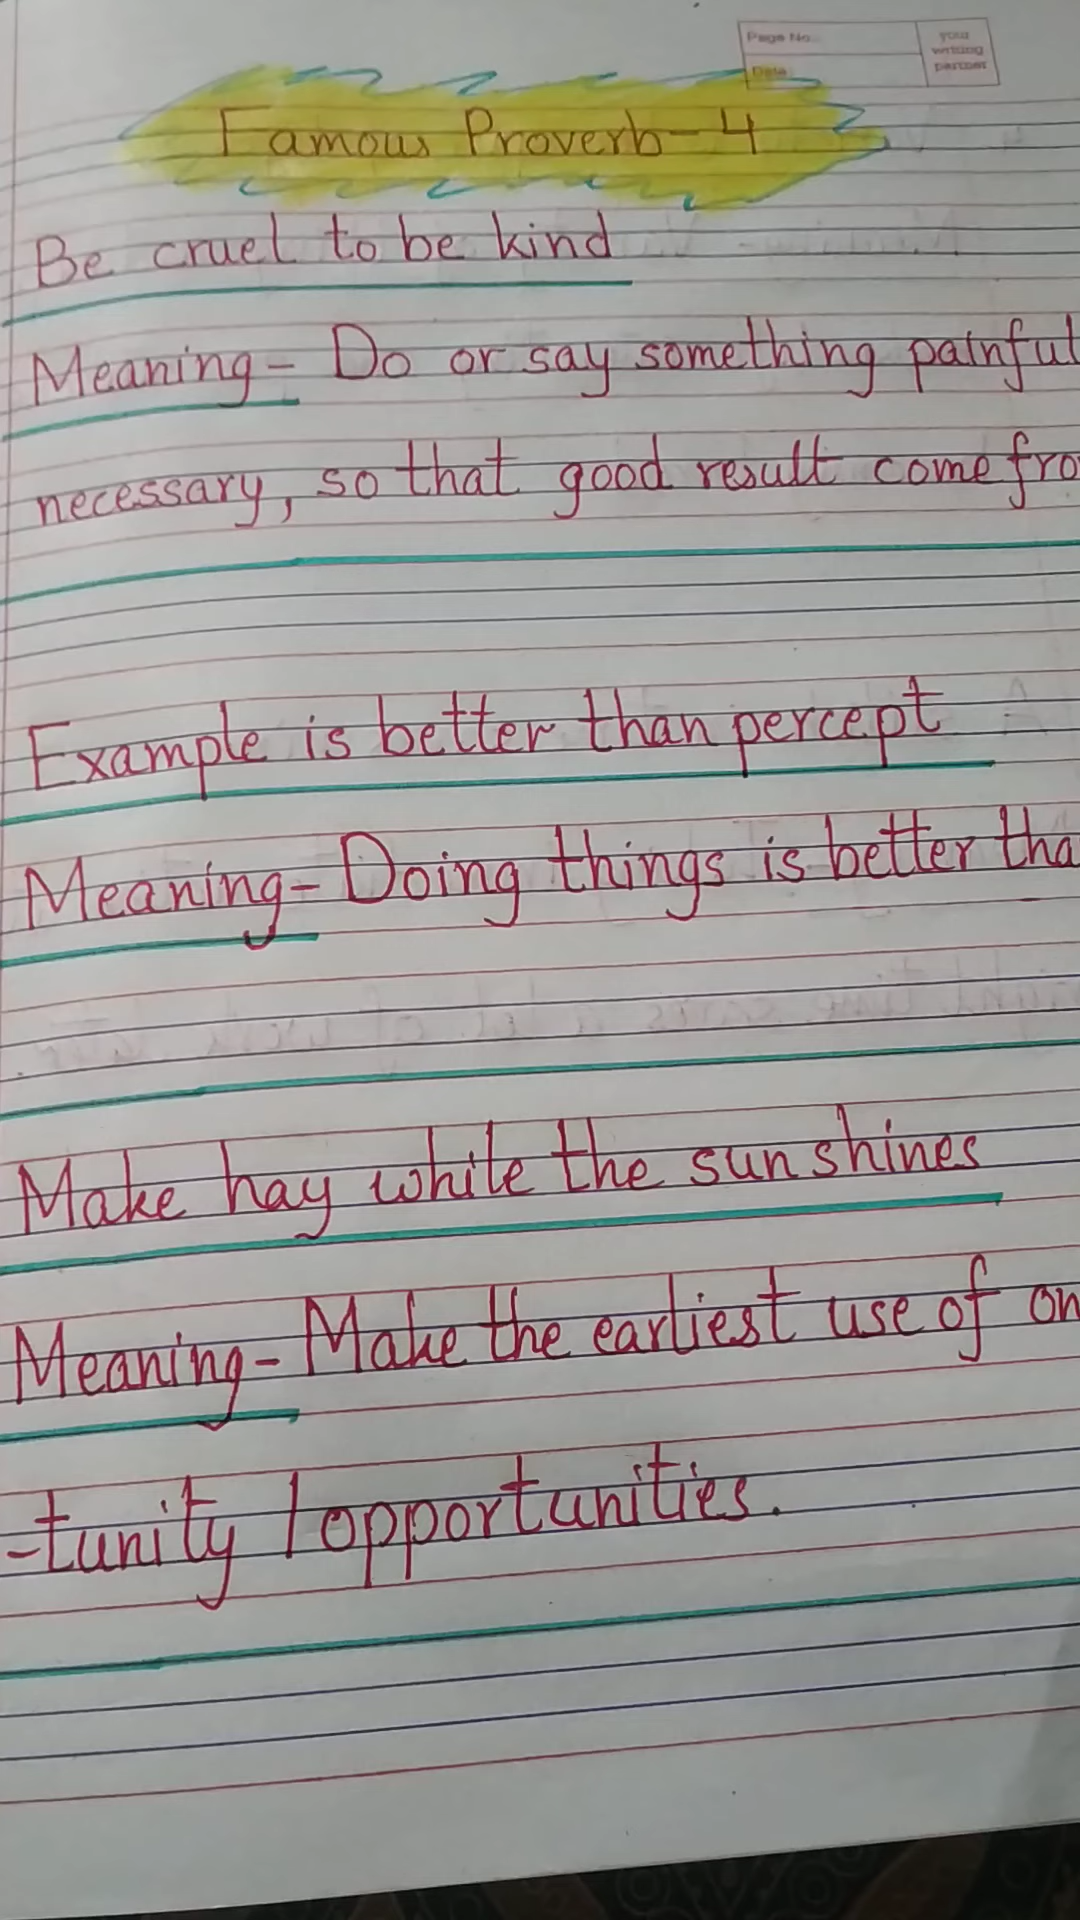 Page No.
Date
your
writing
partner
Famous Proverb-4
Be cruel to be kind
Meaning- Do or say something painful
necessary, so that good result come fro
Example is better than percept
Meaning- Doing things is better tha
Make hay while the sun shines
Meaning- Make the earliest use of on
-tunity / opportunities.